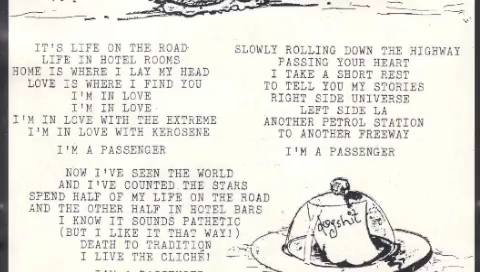 IT'S LIFE ON THE ROAD
LIFE IN HOTEL ROOMS
HOME IS WHERE I LAY MY HEAD
LOVE IS WHERE I FIND YOU
I'M IN LOVE
I'M IN LOVE
I'M IN LOVE WITH THE EXTREME
I'M IN LOVE WITH KEROSENE
I'M A PASSENGER
NOW I'VE SEEN THE WORLD
AND I'VE COUNTED THE STARS
SPEND HALF OF MY LIFE ON THE ROAD
AND THE OTHER HALF IN HOTEL BARS
I KNOW IT SOUNDS PATHETIC
(BUT I LIKE IT THAT WAY!)
DEATH TO TRADITION
I LIVE THE CLICHÉ!
I'M A PASSENGER
SLOWLY ROLLING DOWN THE HIGHWAY
PASSING YOUR HEART
I TAKE A SHORT REST
TO TELL YOU MY STORIES
RIGHT SIDE UNIVERSE
LEFT SIDE LA
ANOTHER PETROL STATION
TO ANOTHER FREEWAY
I'M A PASSENGER
dogshit